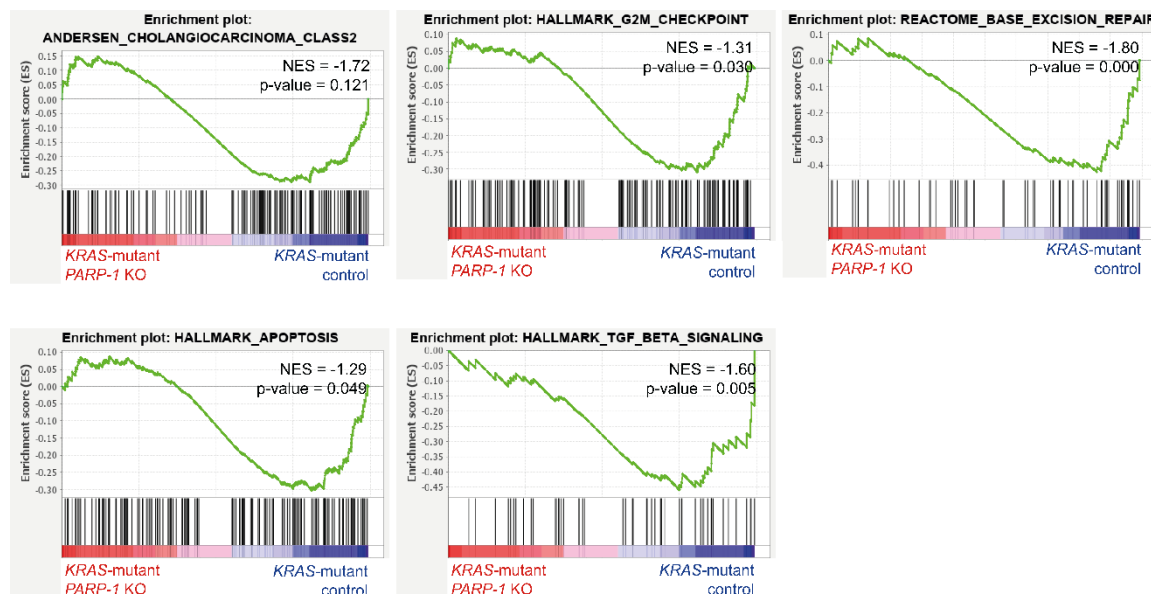 Enrichment plot:
ANDERSEN_CHOLANGIOCARCINOMA_CLASS2
NES = -1.72
p-value = 0.121
Enrichment score (ES)
0.15
0.10
0.05
0.00
-0.05
-0.10
-0.15
-0.20
-0.25
-0.30
KRAS-mutant
PARP-1 KO
KRAS-mutant
control
Enrichment plot: HALLMARK_G2M_CHECKPOINT
NES = -1.31
p-value = 0.030
Enrichment score (ES)
0.10
0.05
0.00
-0.05
-0.10
-0.15
-0.20
-0.25
-0.30
KRAS-mutant
PARP-1 KO
KRAS-mutant
control
Enrichment plot: REACTOME_BASE_EXCISION_REPAIR
NES = -1.80
p-value = 0.000
Enrichment score (ES)
0.1
0.0
-0.1
-0.2
-0.3
-0.4
KRAS-mutant
PARP-1 KO
KRAS-mutant
control
Enrichment plot: HALLMARK_APOPTOSIS
NES = -1.29
p-value = 0.049
Enrichment score (ES)
0.10
0.05
0.00
-0.05
-0.10
-0.15
-0.20
-0.25
-0.30
KRAS-mutant
PARP-1 KO
KRAS-mutant
control
Enrichment plot: HALLMARK_TGF_BETA_SIGNALING
NES = -1.60
p-value = 0.005
Enrichment score (ES)
0.00
-0.05
-0.10
-0.15
-0.20
-0.25
-0.30
-0.35
-0.40
-0.45
KRAS-mutant
PARP-1 KO
KRAS-mutant
control